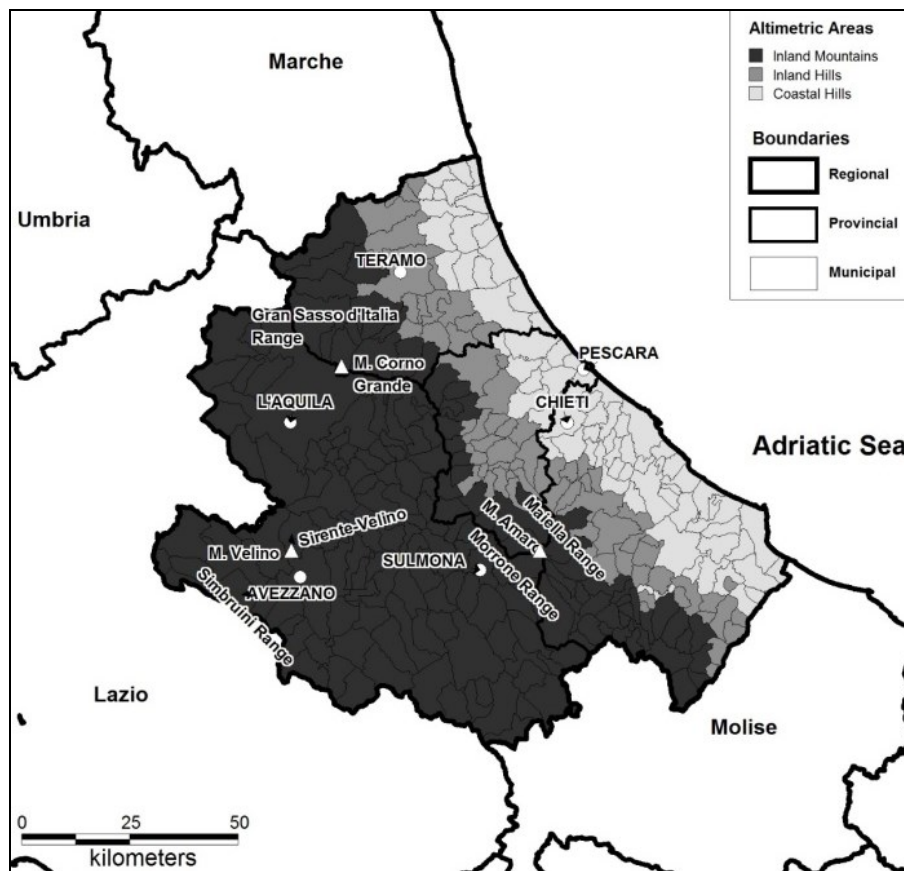 Altimetric Areas
Inland Mountains
Inland Hills
Coastal Hills
Boundaries
Regional
Provincial
Municipal
Marche
Umbria
TERAMO
Gran Sasso d'Italia
Range
M. Corno
Grande
PESCARA
L'AQUILA
CHIETI
Adriatic Sea
Maiella Range
M. Amaro
Morrone Range
Sirente-Velino
M. Velino
SULMONA
AVEZZANO
Simbruini Range
Lazio
Molise
0 25 50
kilometers